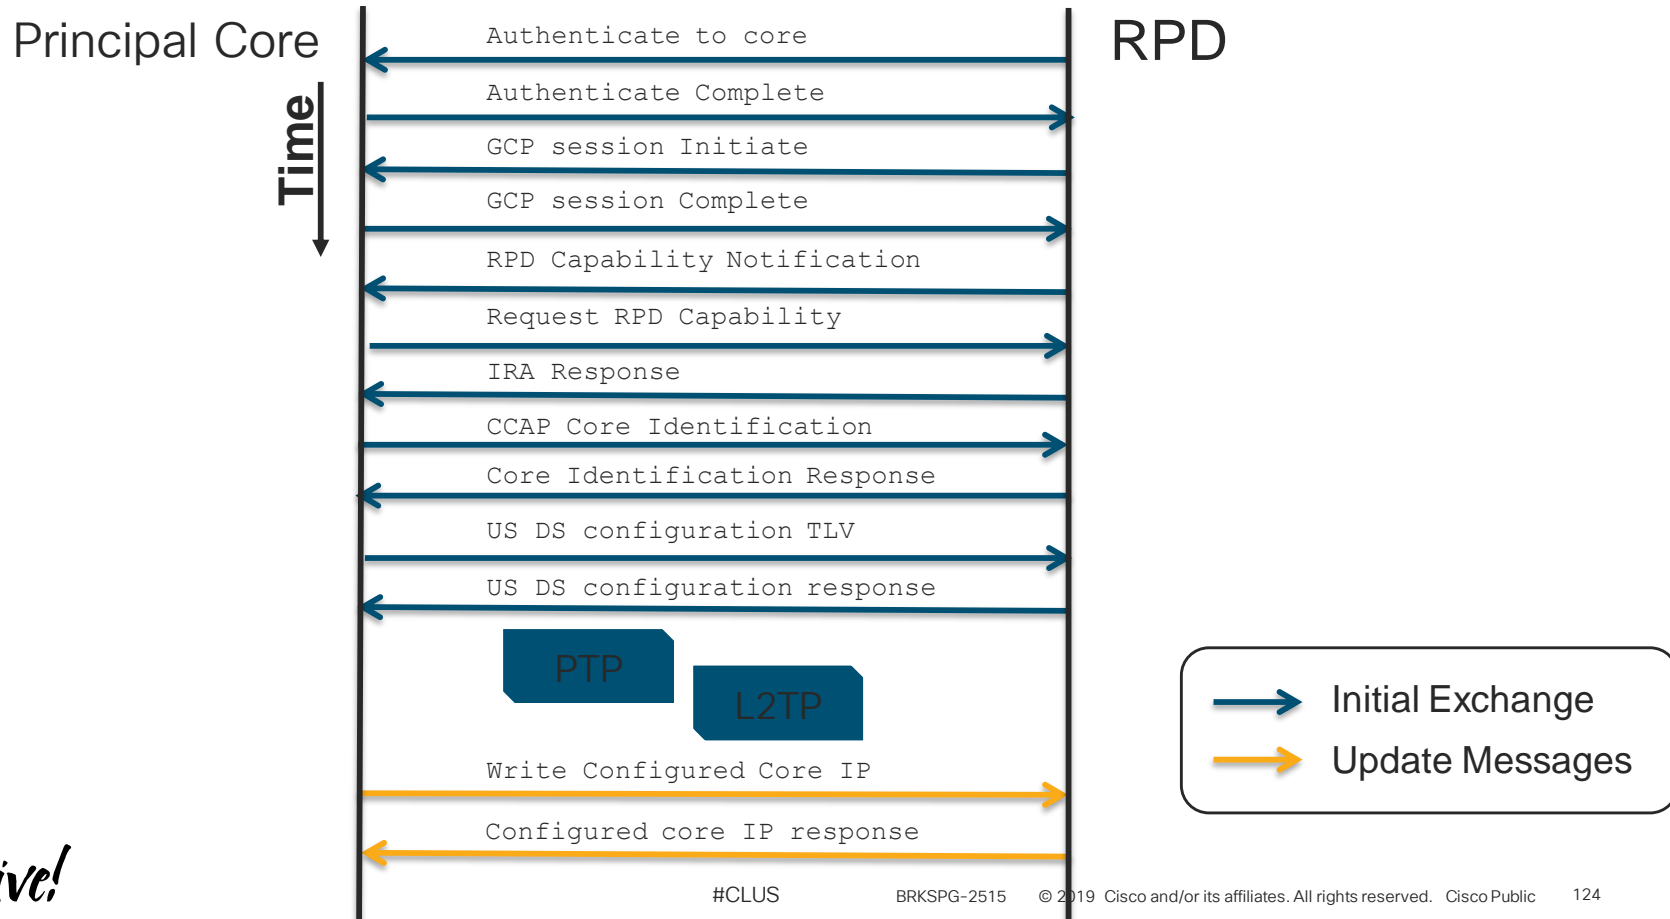 Principal Core
RPD
Time
Authenticate to core
Authenticate Complete
GCP session Initiate
GCP session Complete
RPD Capability Notification
Request RPD Capability
IRA Response
CCAP Core Identification
Core Identification Response
US DS configuration TLV
US DS configuration response
PTP
L2TP
Write Configured Core IP
Configured core IP response
Initial Exchange
Update Messages
#CLUS
BRKSPG-2515
© 2019 Cisco and/or its affiliates. All rights reserved. Cisco Public
124